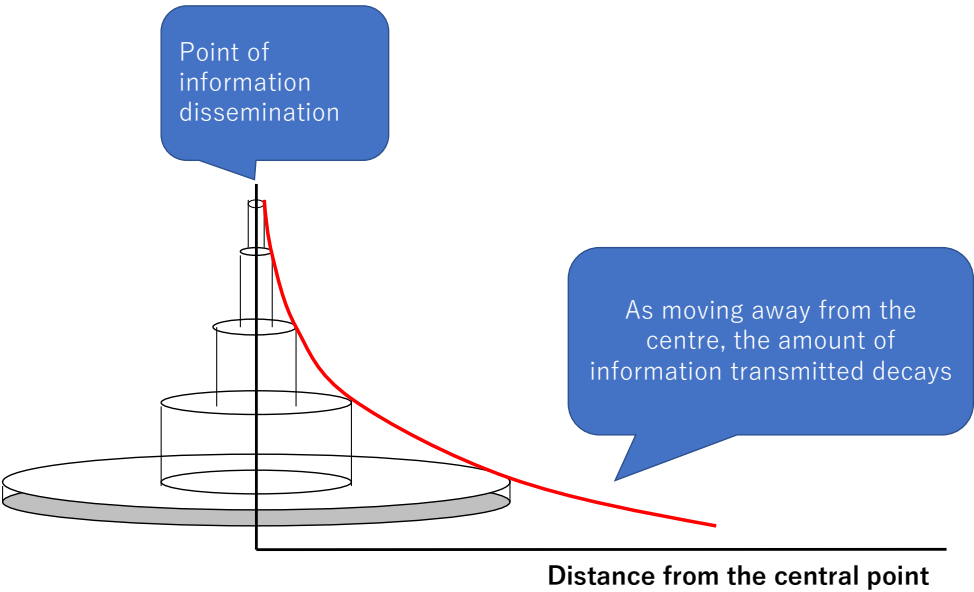 Point of
information
dissemination
As moving away from the
centre, the amount of
information transmitted decays
Distance from the central point